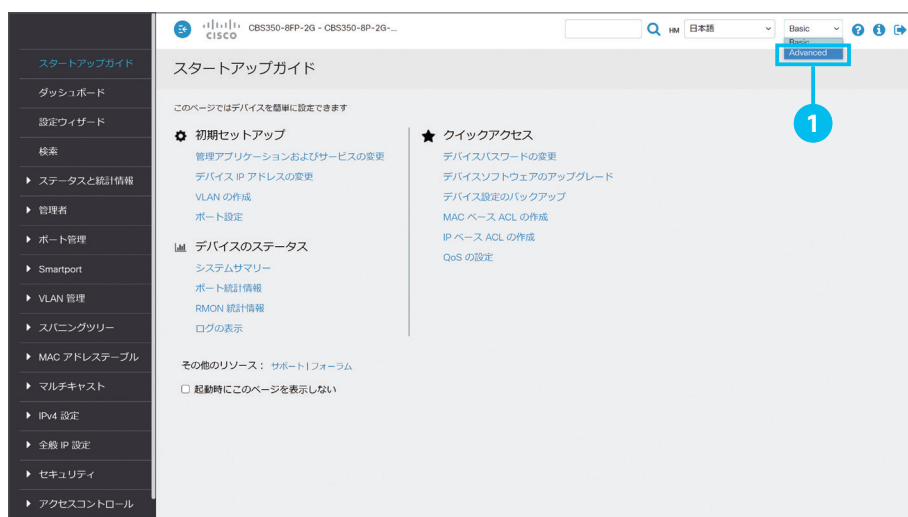 CISCO
CBS350-8FP-2G - CBS350-8P-2G-...
HM
日本語
Basic
Basic
Advanced
1
スタートアップガイド
ダッシュボード
設定ウィザード
検索
ステータスと統計情報
管理者
ポート管理
Smartport
VLAN 管理
スパニングツリー
MAC アドレステーブル
マルチキャスト
IPv4 設定
全般 IP 設定
セキュリティ
アクセスコントロール
スタートアップガイド
このページではデバイスを簡単に設定できます
初期セットアップ
管理アプリケーションおよびサービスの変更
デバイス IP アドレスの変更
VLAN の作成
ポート設定
デバイスのステータス
システムサマリー
ポート統計情報
RMON 統計情報
ログの表示
クイックアクセス
デバイスパスワードの変更
デバイスソフトウェアのアップグレード
デバイス設定のバックアップ
MAC ベース ACL の作成
IP ベース ACL の作成
QoS の設定
その他のリソース： サポート | フォーラム
起動時にこのページを表示しない